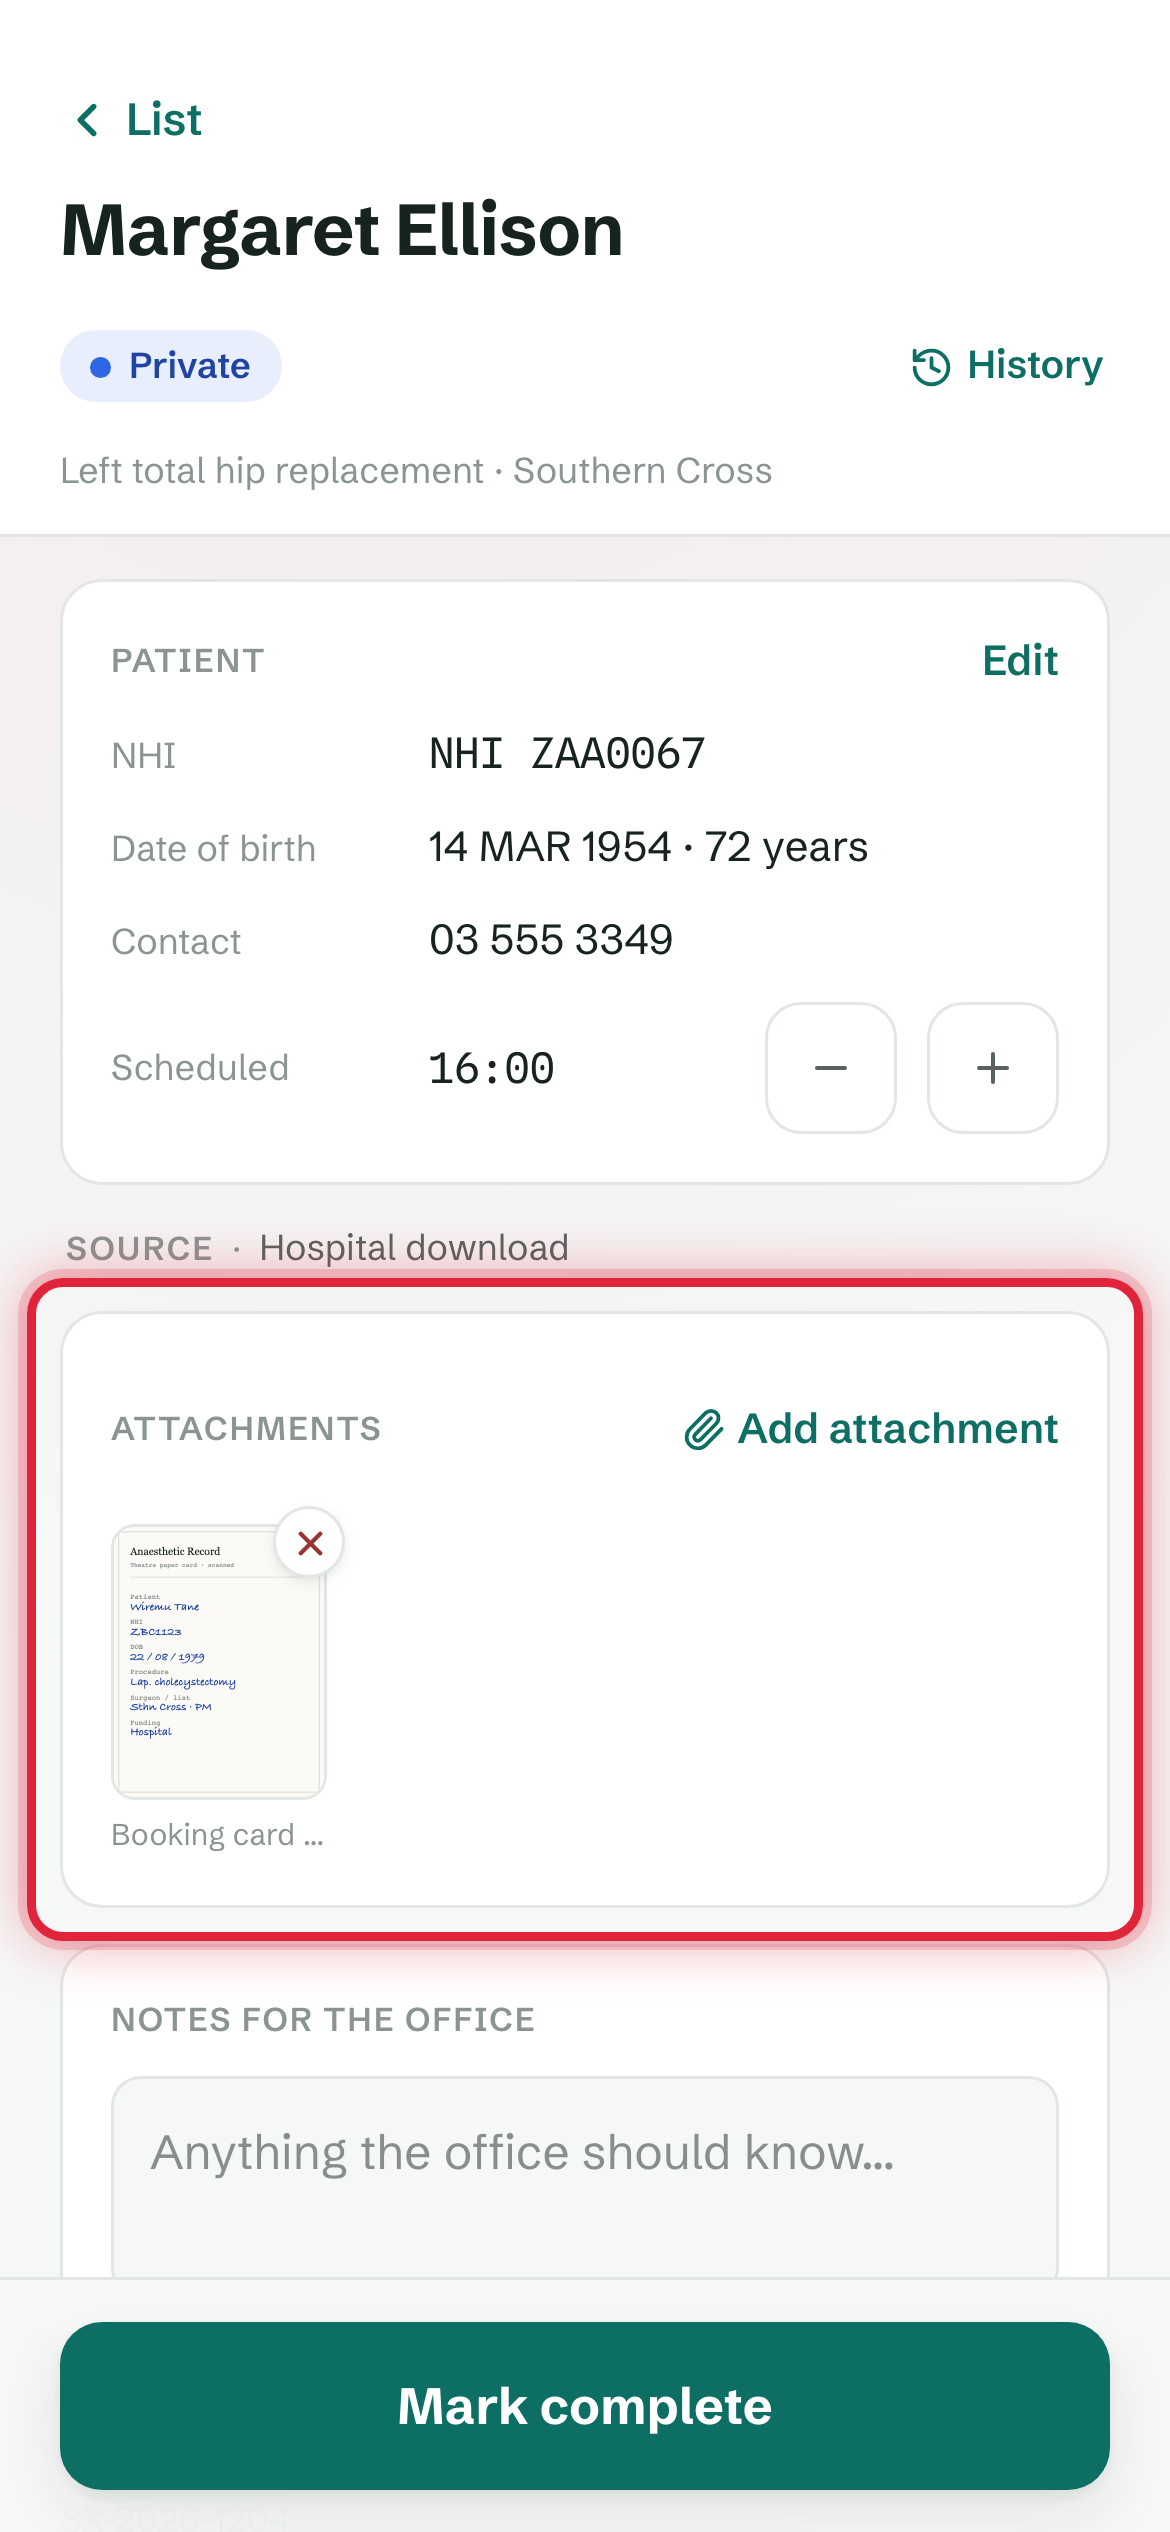 List
Margaret Ellison
Private
History
Left total hip replacement · Southern Cross
PATIENT
Edit
NHI
NHI ZAA0067
Date of birth
14 MAR 1954 · 72 years
Contact
03 555 3349
Scheduled
16:00
SOURCE · Hospital download
ATTACHMENTS
Add attachment
Anaesthetic Record
Theatre paper card · scanned
Patient
Wiremu Tane
NHI
ZBC1123
DOB
22 / 08 / 1979
Procedure
Lap. cholecystectomy
Surgeon / list
Sthn Cross · PM
Funding
Hospital
Booking card ...
NOTES FOR THE OFFICE
Anything the office should know...
Mark complete
SX-2026-1204